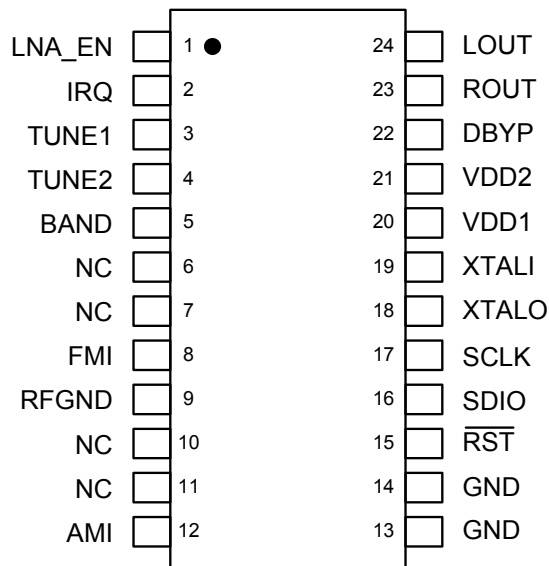 LNA_EN 1 24 LOUT
IRQ 2 23 ROUT
TUNE1 3 22 DBYP
TUNE2 4 21 VDD2
BAND 5 20 VDD1
NC 6 19 XTALI
NC 7 18 XTALO
FMI 8 17 SCLK
RFGND 9 16 SDIO
NC 10 15 RST
NC 11 14 GND
AMI 12 13 GND